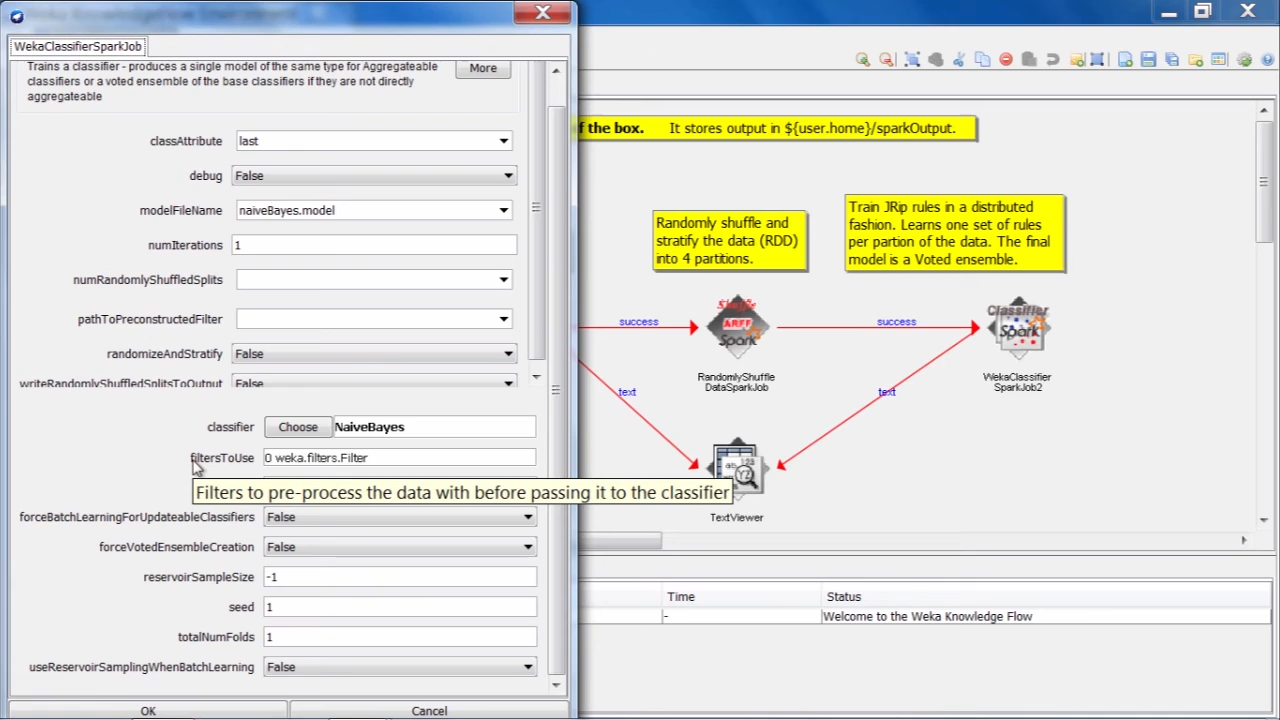 WekaClassifierSparkJob
Trains a classifier - produces a single model of the same type for Aggregateable
classifiers or a voted ensemble of the base classifiers if they are not directly
aggregateable
More
classAttribute last
debug False
modelFileName naiveBayes.model
numIterations 1
numRandomlyShuffledSplits
pathToPreconstructedFilter
randomizeAndStratify False
writeRandomlyShuffledSplitsToOutput False
classifier Choose NaiveBayes
filtersToUse 0 weka.filters.Filter
Filters to pre-process the data with before passing it to the classifier
forceBatchLearningForUpdateableClassifiers False
forceVotedEnsembleCreation False
reservoirSampleSize -1
seed 1
totalNumFolds 1
useReservoirSamplingWhenBatchLearning False
OK Cancel
f the box. It stores output in ${user.home}/sparkOutput.
Randomly shuffle and
stratify the data (RDD)
into 4 partitions.
Train JRip rules in a distributed
fashion. Learns one set of rules
per partion of the data. The final
model is a Voted ensemble.
success
success
Shuffle
ARFF
Spark
Classifier
Spark
RandomlyShuffle
DataSparkJob
WekaClassifier
SparkJob2
text
text
TextViewer
Time Status
- Welcome to the Weka Knowledge Flow